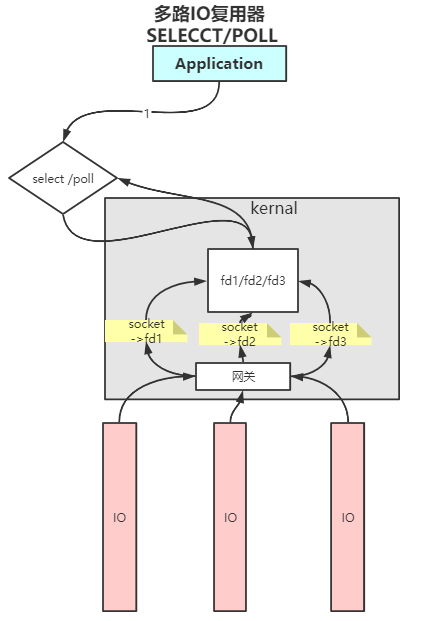 多路IO复用器
SELECCT/POLL
Application
1
select /poll
kernal
fd1/fd2/fd3
socket
->fd1
socket
->fd2
socket
->fd3
网关
IO
IO
IO